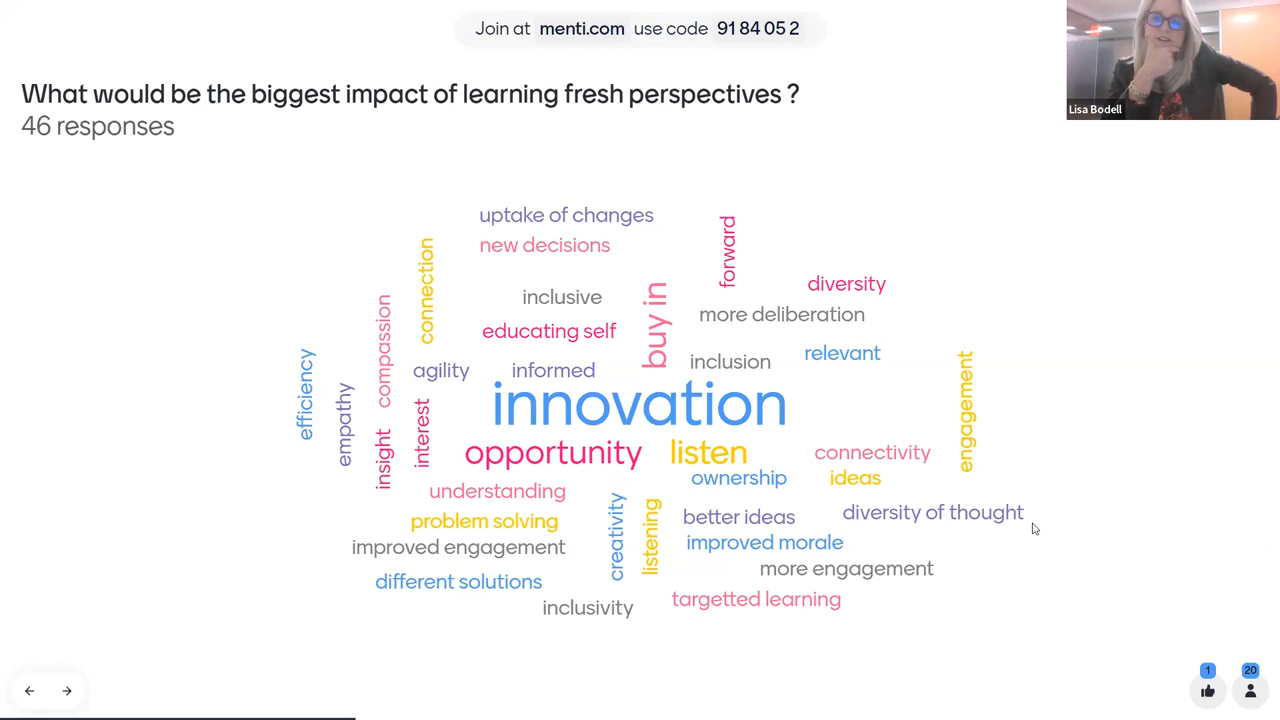 Join at menti.com use code 91 84 05 2
What would be the biggest impact of learning fresh perspectives ?
46 responses
Lisa Bodell
uptake of changes
new decisions
forward
connection
diversity
inclusive
buy in
more deliberation
compassion
educating self
relevant
inclusion
efficiency
agility
informed
engagement
empathy
innovation
interest
insight
opportunity
listen
connectivity
ownership
ideas
understanding
creativity
listening
better ideas
diversity of thought
problem solving
improved morale
improved engagement
more engagement
different solutions
targetted learning
inclusivity
1
20